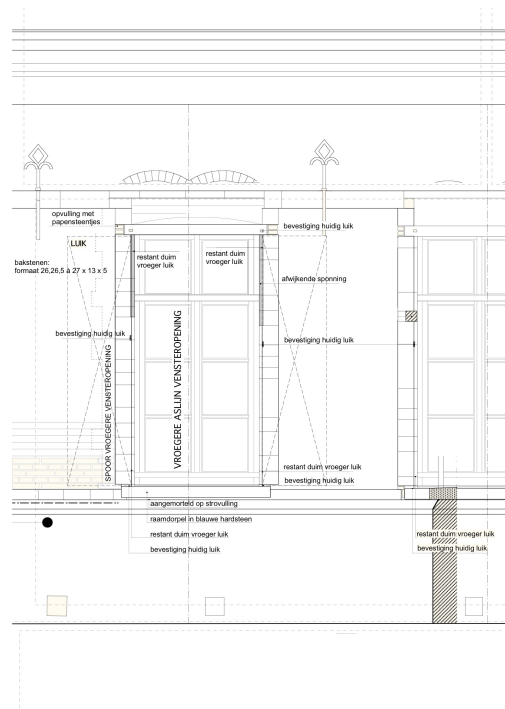 opvulling met
papensteentjes
bevestiging huidig luik
LUIK
restant duim
vroeger luik
restant duim
vroeger luik
bakstenen:
formaat 26,26,5 à 27 x 13 x 5
afwijkende sponning
bevestiging huidig luik
bevestiging huidig luik
SPOOR VROEGERE VENSTEROPENING
VROEGERE ASLIJN VENSTEROPENING
restant duim vroeger luik
bevestiging huidig luik
aangemorteld op strovulling
raamdorpel in blauwe hardsteen
restant duim vroeger luik
bevestiging huidig luik
restant duim vroeger luik
bevestiging huidig luik